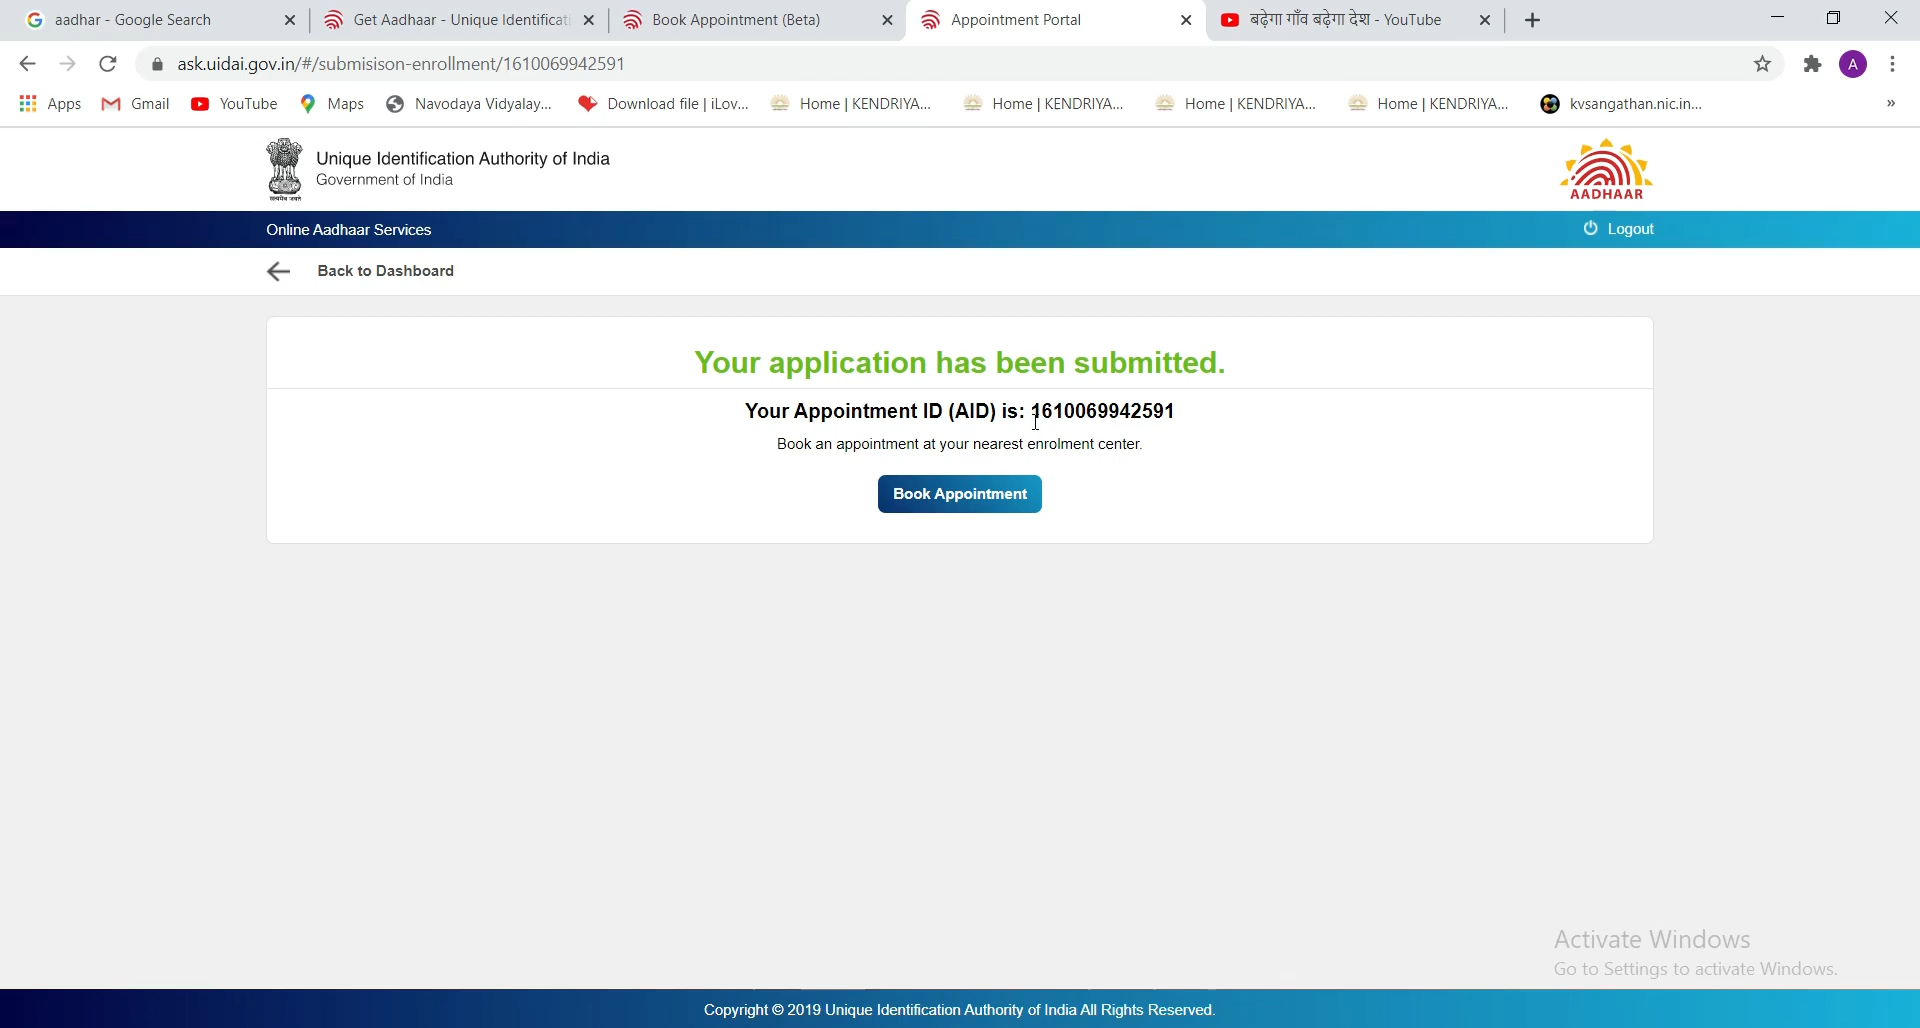 aadhar - Google Search
Get Aadhaar - Unique Identificati
Book Appointment (Beta)
Appointment Portal
बढ़ेगा गाँव बढ़ेगा देश - YouTube
ask.uidai.gov.in/#/submisison-enrollment/1610069942591
A
Apps
Gmail
YouTube
Maps
Navodaya Vidyalay...
Download file | iLov...
Home | KENDRIYA...
Home | KENDRIYA...
Home | KENDRIYA...
Home | KENDRIYA...
kvsangathan.nic.in...
»
Unique Identification Authority of India
Government of India
सत्यमेव जयते
AADHAAR
Online Aadhaar Services
Logout
Back to Dashboard
Your application has been submitted.
Your Appointment ID (AID) is: 1610069942591
Book an appointment at your nearest enrolment center.
Book Appointment
Activate Windows
Go to Settings to activate Windows.
Copyright © 2019 Unique Identification Authority of India All Rights Reserved.